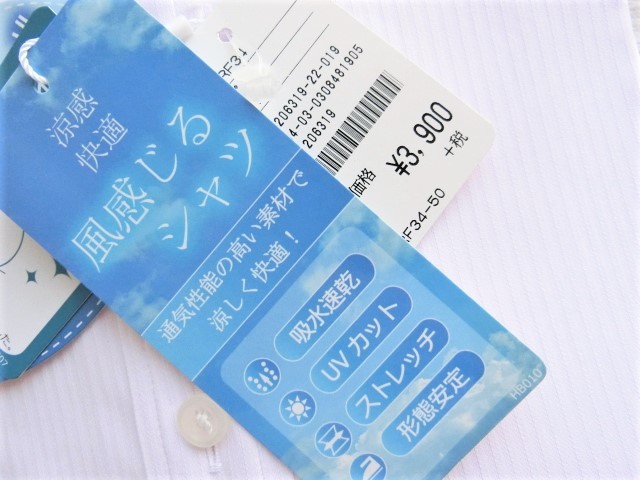 涼感
快適
風感じる
シャツ
通気性能の高い素材で
涼しく快適！
吸水速乾
UVカット
ストレッチ
形態安定
HB010
RF34
206319-22-019
4-03-0308481905
206319
価格
¥3,900
+税
RF34-50